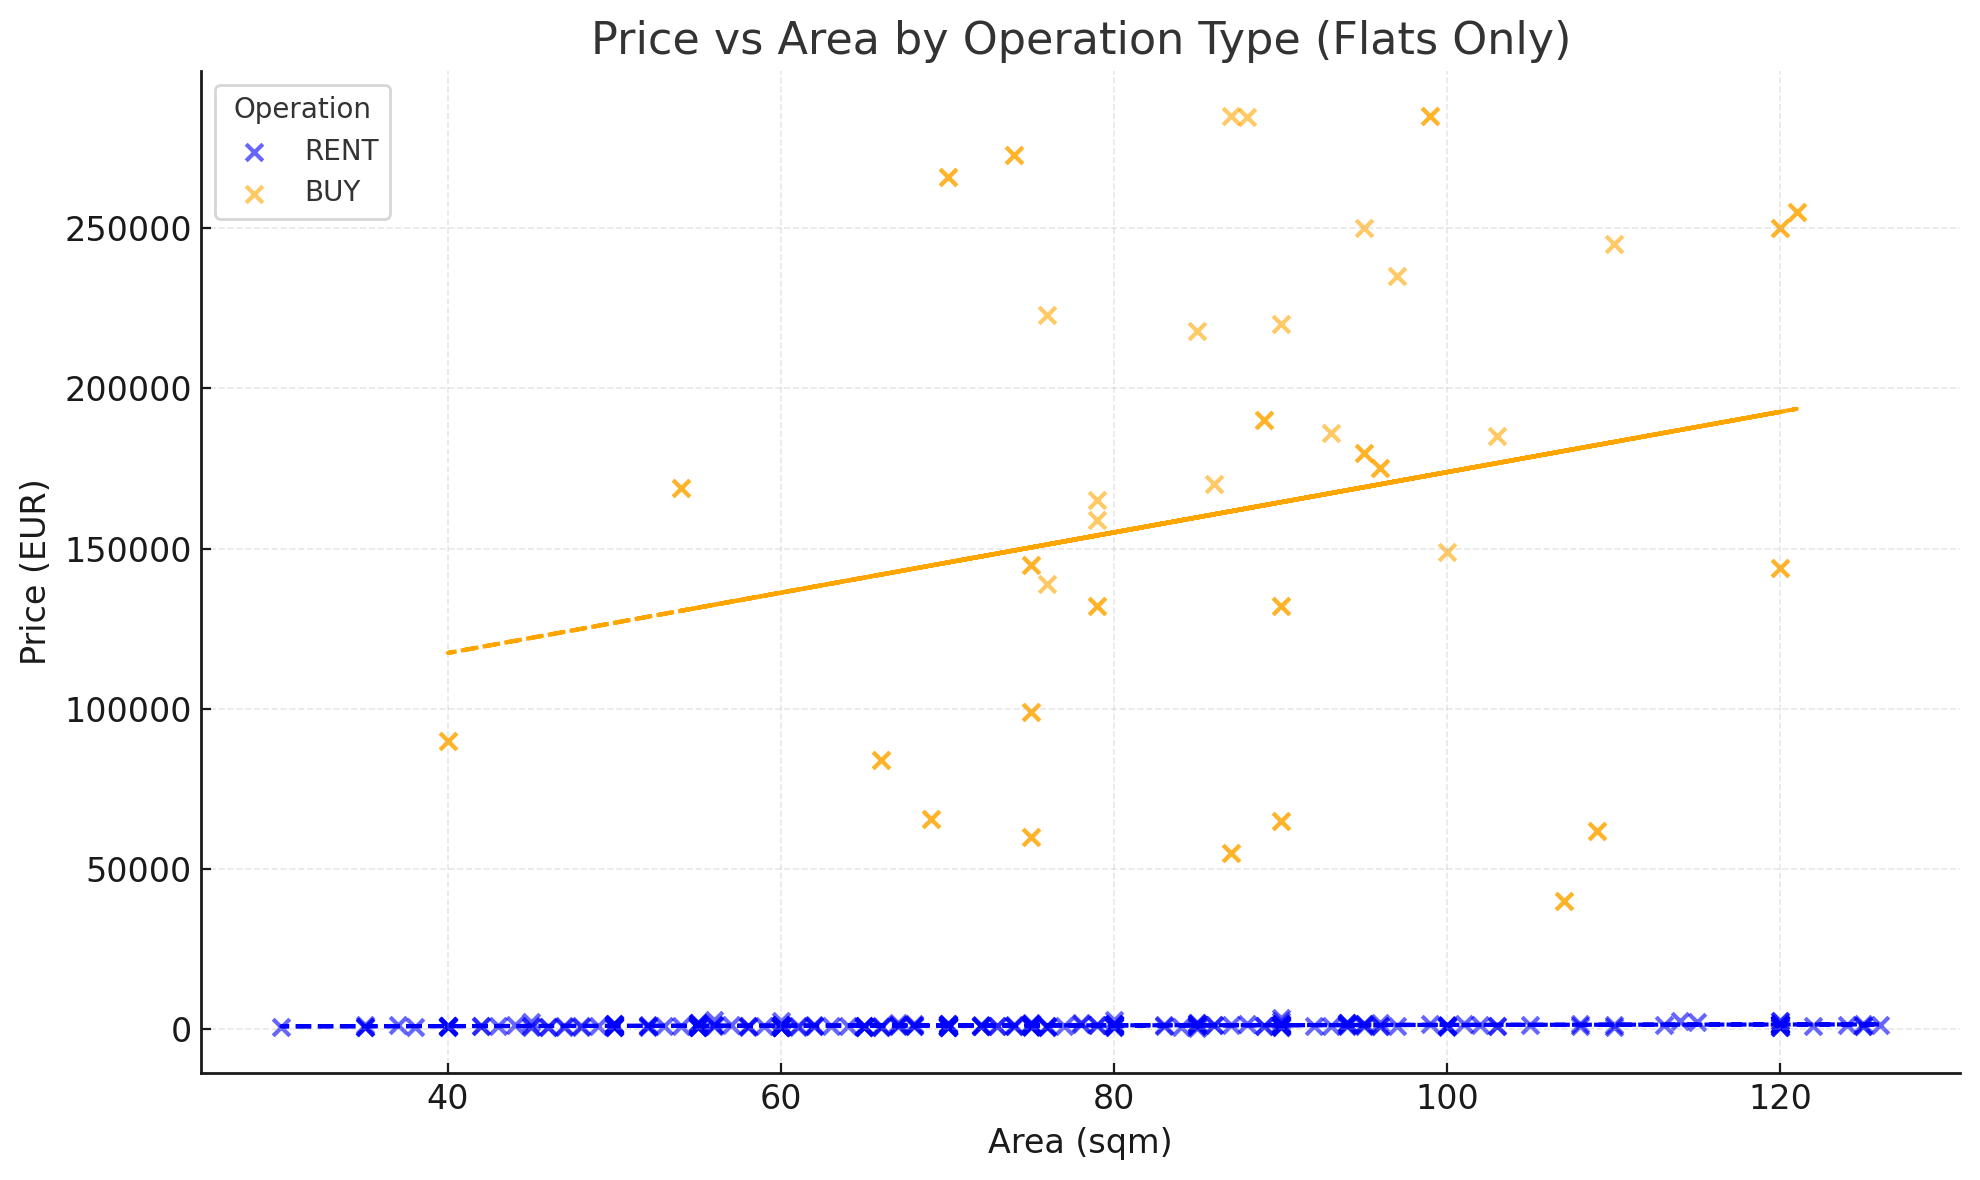 Price vs Area by Operation Type (Flats Only)
Operation
RENT
BUY
Price (EUR)
250000
200000
150000
100000
50000
0
40 60 80 100 120
Area (sqm)